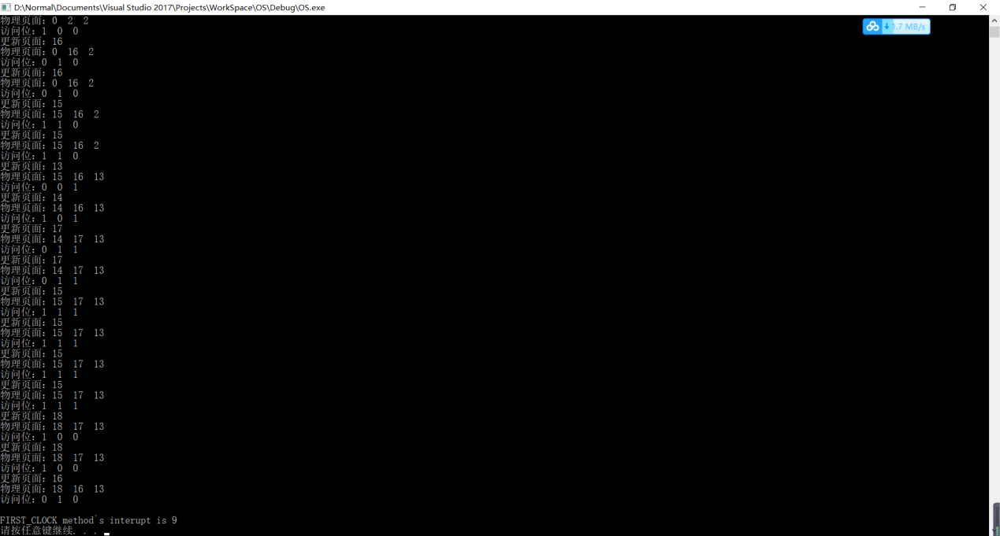 D:\Normal\Documents\Visual Studio 2017\Projects\WorkSpace\OS\Debug\OS.exe
1.7 MB/s
物理页面：0 2 2
访问位：1 0 0
更新页面：16
物理页面：0 16 2
访问位：0 1 0
更新页面：16
物理页面：0 16 2
访问位：0 1 0
更新页面：15
物理页面：15 16 2
访问位：1 1 0
更新页面：15
物理页面：15 16 2
访问位：1 1 0
更新页面：13
物理页面：15 16 13
访问位：0 0 1
更新页面：14
物理页面：14 16 13
访问位：1 0 1
更新页面：17
物理页面：14 17 13
访问位：0 1 1
更新页面：17
物理页面：14 17 13
访问位：0 1 1
更新页面：15
物理页面：15 17 13
访问位：1 1 1
更新页面：15
物理页面：15 17 13
访问位：1 1 1
更新页面：15
物理页面：15 17 13
访问位：1 1 1
更新页面：15
物理页面：15 17 13
访问位：1 1 1
更新页面：18
物理页面：18 17 13
访问位：1 0 0
更新页面：18
物理页面：18 17 13
访问位：1 0 0
更新页面：16
物理页面：18 16 13
访问位：0 1 0
FIRST_CLOCK method`s interupt is 9
请按任意键继续. . .